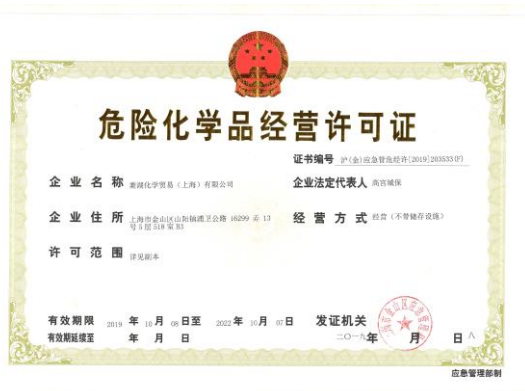 危险化学品经营许可证
证书编号 沪(金)应急管危经许[2019]203533(F)
企业名称 菱湖化学贸易(上海)有限公司
企业法定代表人 高宫城保
企业住所 上海市金山区山阳镇漕卫公路 16299 弄 13
号 5 层 519 室 B3
经营方式 经营(不带储存设施)
许可范围 详见副本
有效期限 2019 年 10 月 08 日至 2022 年 10 月 07 日
发证机关
有效期延续至 年 月 日
二〇一九年 月 日 八
应急管理部制